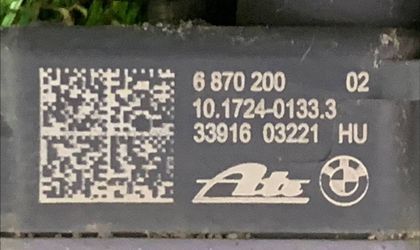 6 870 200 02
10.1724-0133.3
33916 03221 HU
Ate